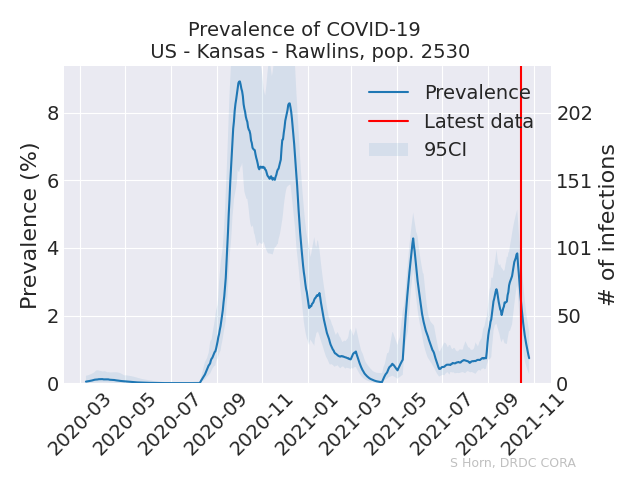 Prevalence of COVID-19
US - Kansas - Rawlins, pop. 2530
Prevalence
Latest data
95CI
Prevalence (%)
8
6
4
2
0
202
151
101
50
0
# of infections
2020-03
2020-05
2020-07
2020-09
2020-11
2021-01
2021-03
2021-05
2021-07
2021-09
2021-11
S Horn, DRDC CORA